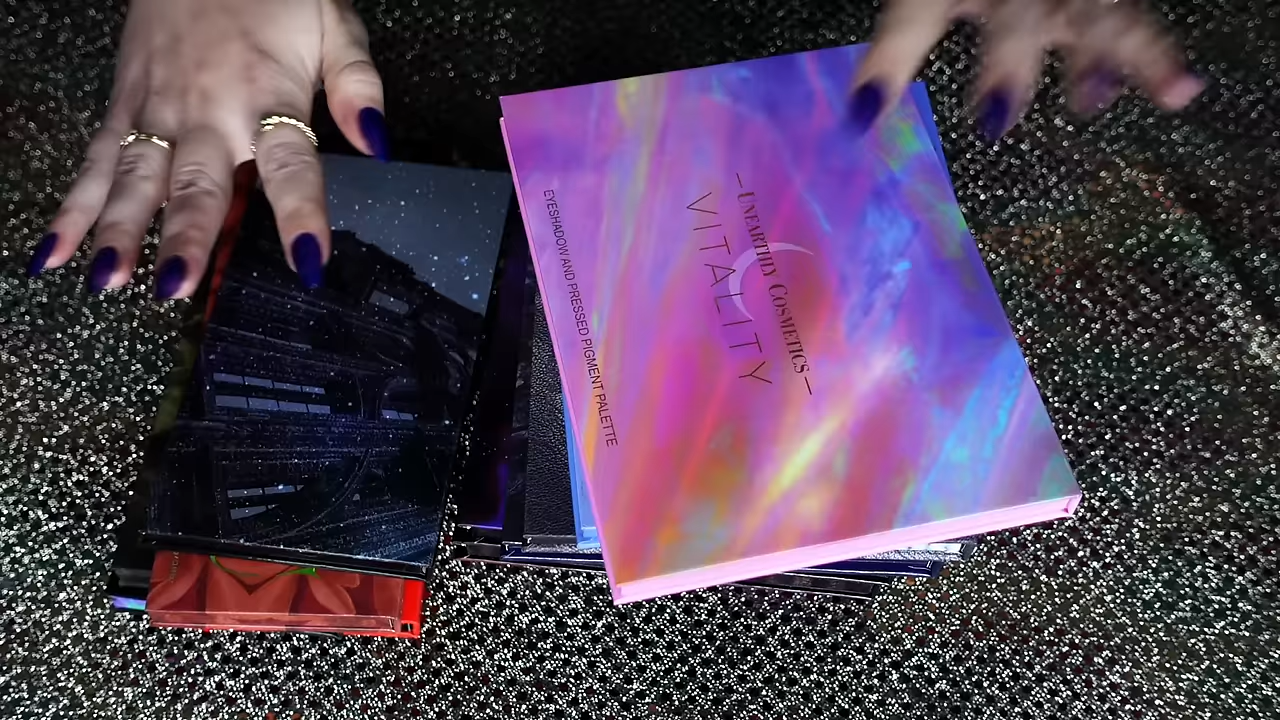 — UNEARTHLY COSMETICS —
VITALITY
EYESHADOW AND PRESSED PIGMENT PALETTE